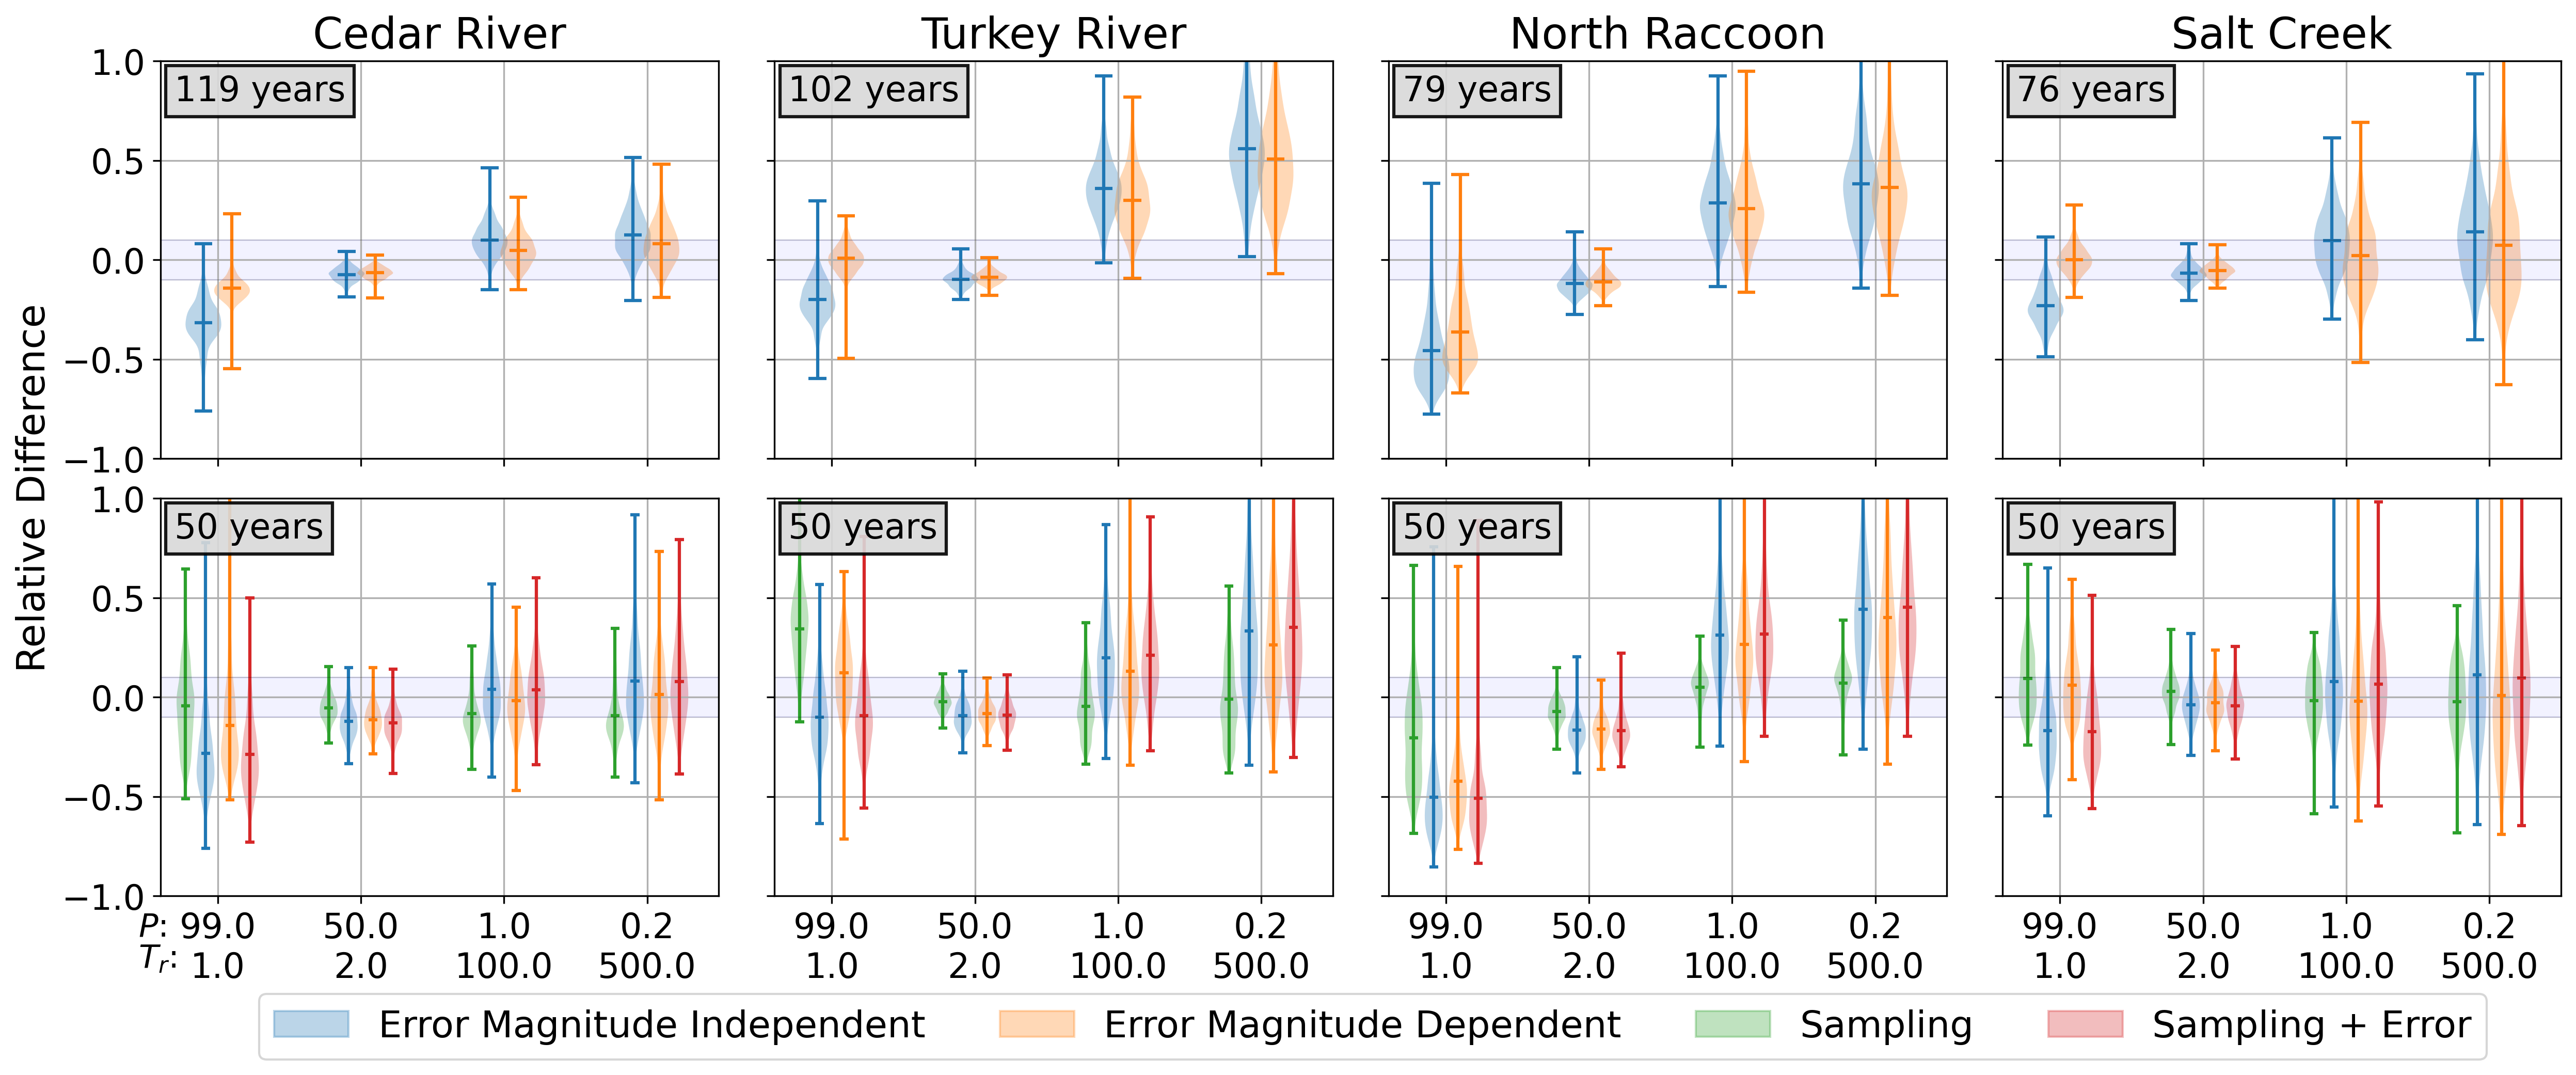 Cedar River Turkey River North Raccoon Salt Creek
1.0 119 years 102 years 79 years 76 years
0.5
0.0
−0.5
−1.0
Relative Difference
1.0 50 years 50 years 50 years 50 years
0.5
0.0
−0.5
−1.0
P: 99.0 50.0 1.0 0.2 99.0 50.0 1.0 0.2 99.0 50.0 1.0 0.2 99.0 50.0 1.0 0.2
Tr: 1.0 2.0 100.0 500.0 1.0 2.0 100.0 500.0 1.0 2.0 100.0 500.0 1.0 2.0 100.0 500.0
Error Magnitude Independent Error Magnitude Dependent Sampling Sampling + Error